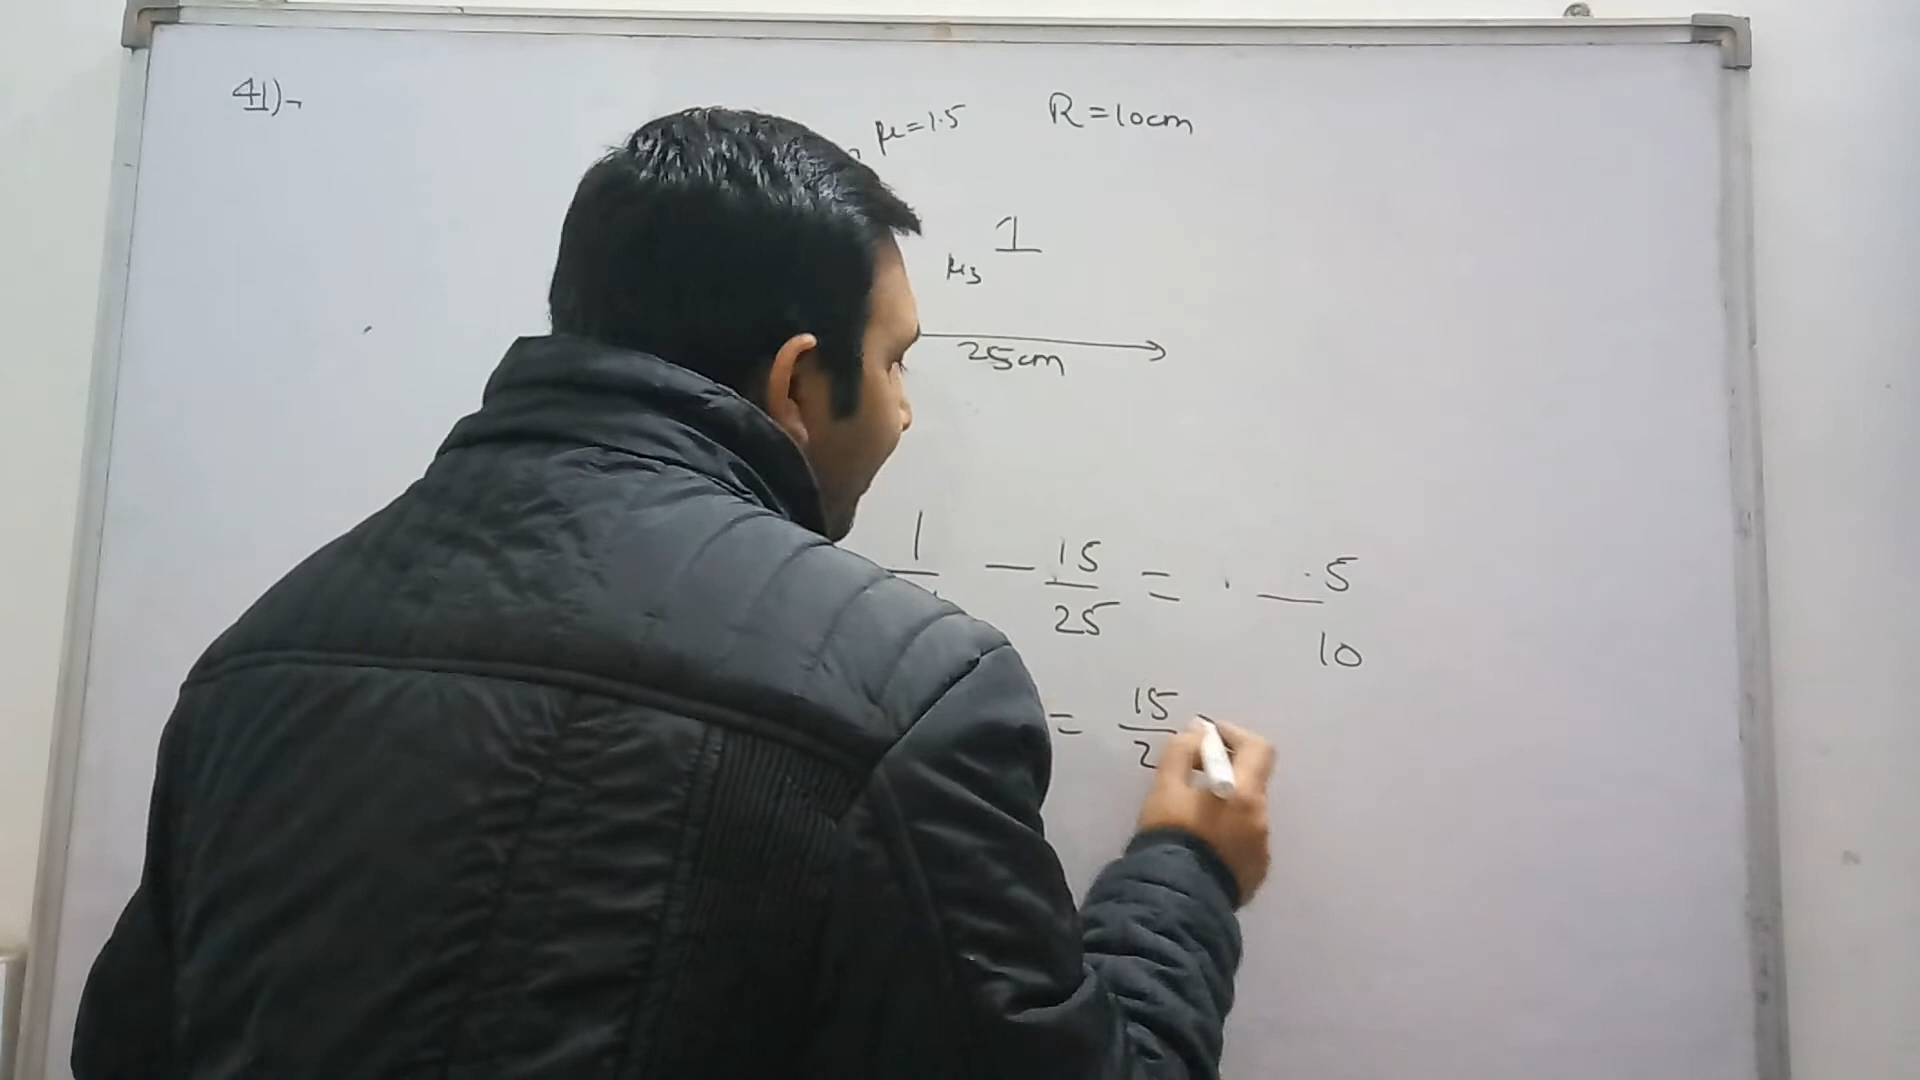 41)
μ=1.5 R=10cm
μ3 1
25cm
1 - 15/25 = .5/10
= 15/2